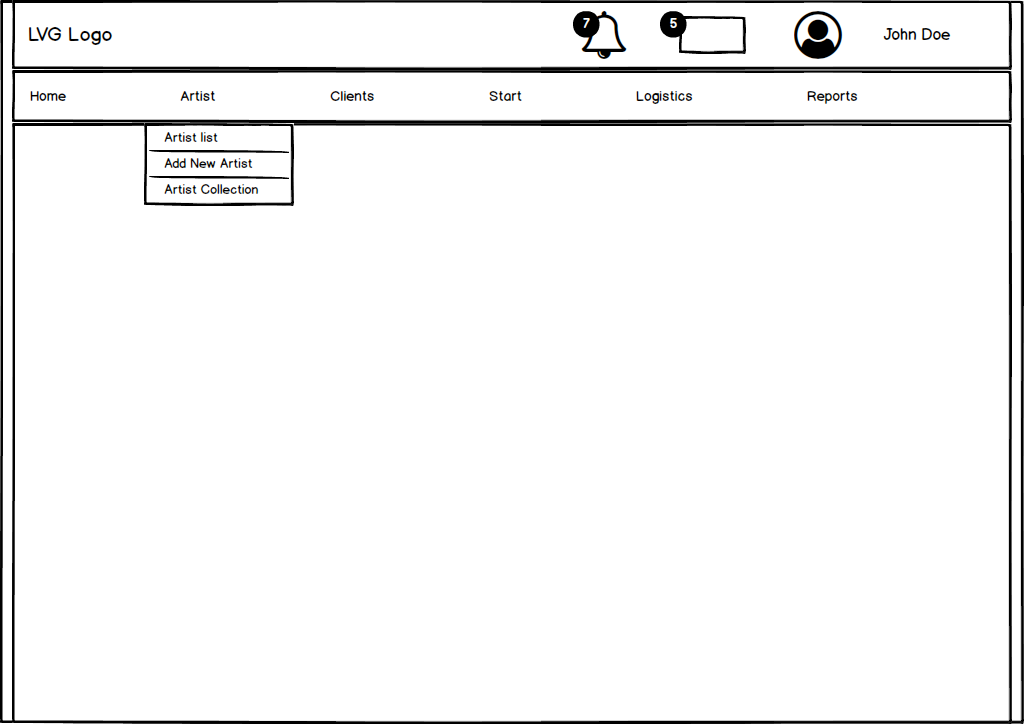 LVG Logo
7
5
John Doe
Home
Artist
Clients
Start
Logistics
Reports
Artist list
Add New Artist
Artist Collection